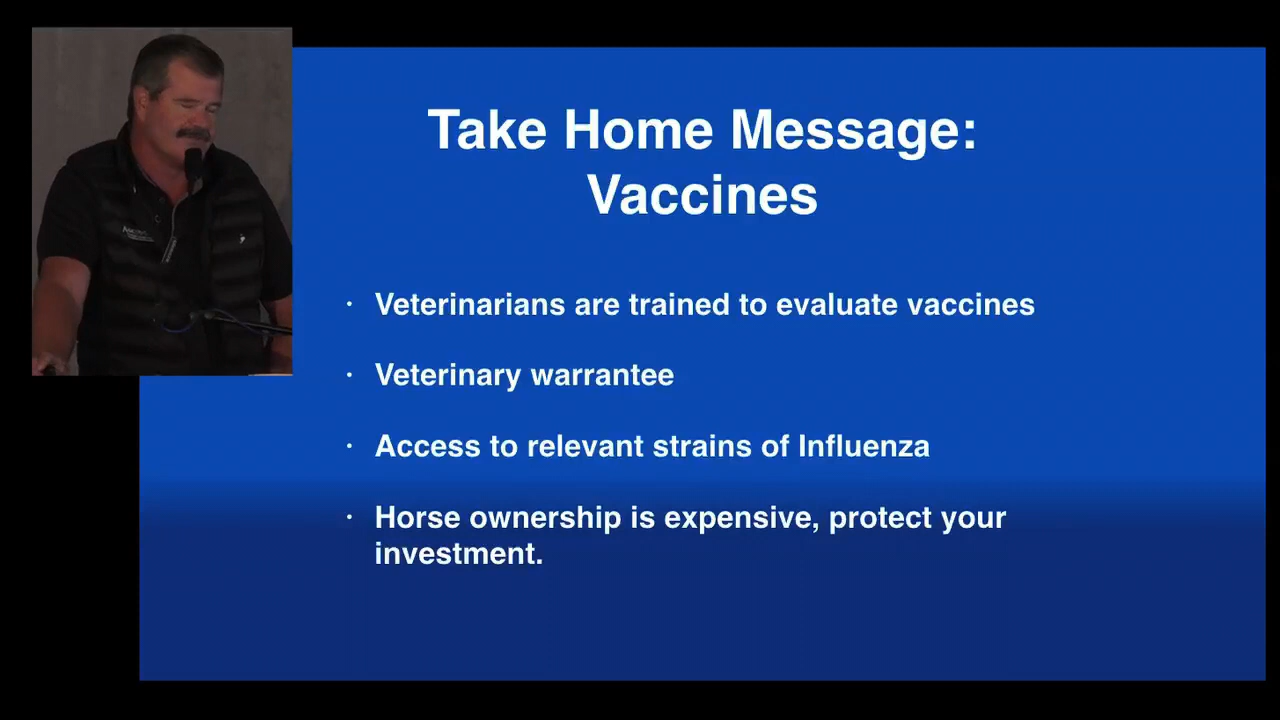 Take Home Message:
Vaccines
· Veterinarians are trained to evaluate vaccines
· Veterinary warrantee
· Access to relevant strains of Influenza
· Horse ownership is expensive, protect your
investment.